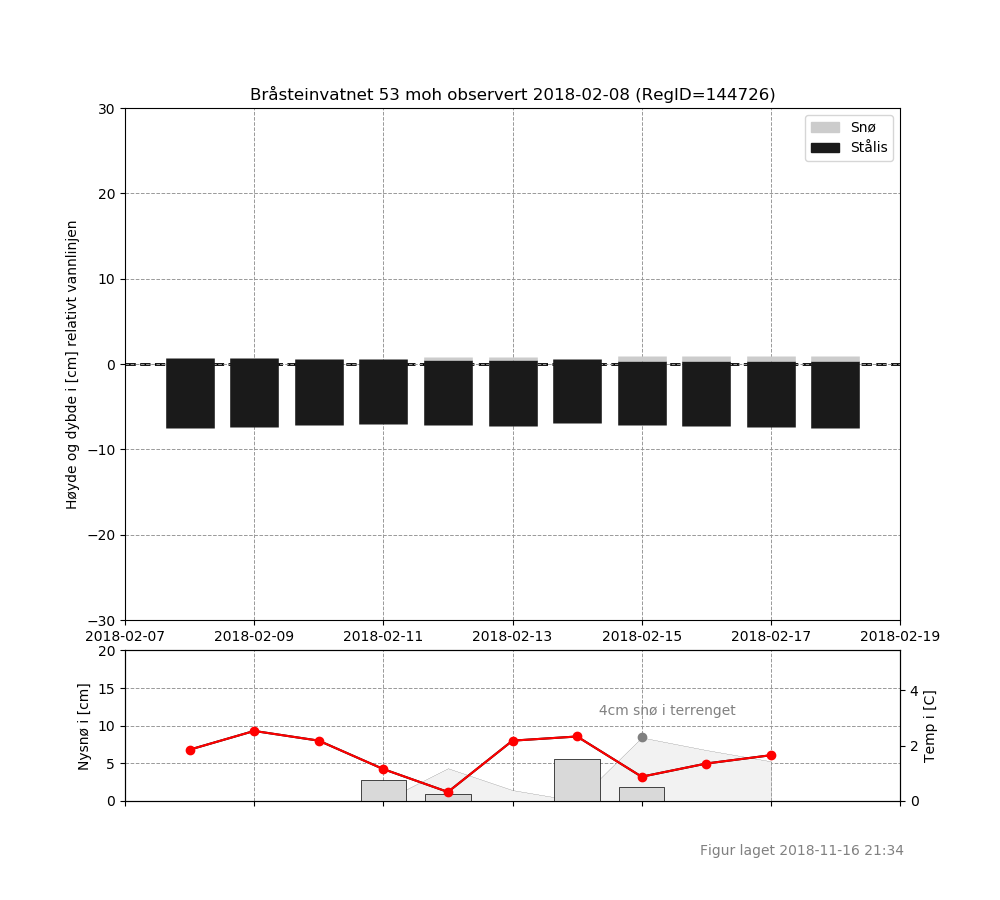 Bråsteinvatnet 53 moh observert 2018-02-08 (RegID=144726)
Snø
Stålis
Høyde og dybde i [cm] relativt vannlinjen
30
20
10
0
−10
−20
−30
2018-02-07 2018-02-09 2018-02-11 2018-02-13 2018-02-15 2018-02-17 2018-02-19
Nysnø i [cm]
20
15
10
5
0
4cm snø i terrenget
4
2
0
Temp i [C]
Figur laget 2018-11-16 21:34